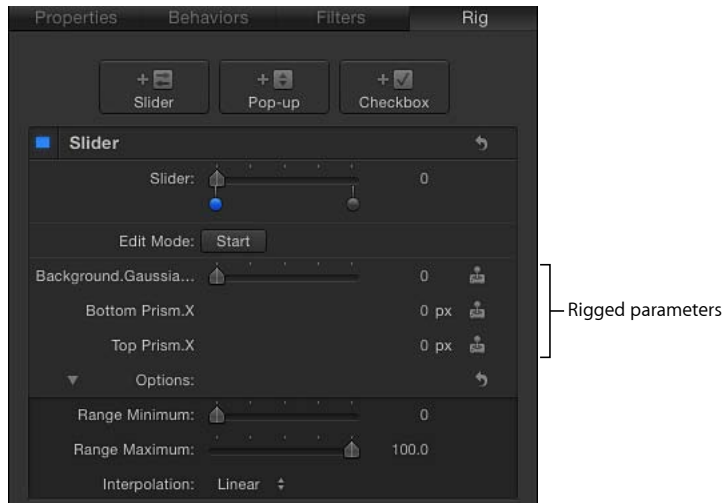 Properties Behaviors Filters Rig
+ Slider + Pop-up + Checkbox
Slider
Slider: 0
Edit Mode: Start
Background.Gaussia... 0
Bottom Prism.X 0 px
Rigged parameters
Top Prism.X 0 px
Options:
Range Minimum: 0
Range Maximum: 100.0
Interpolation: Linear